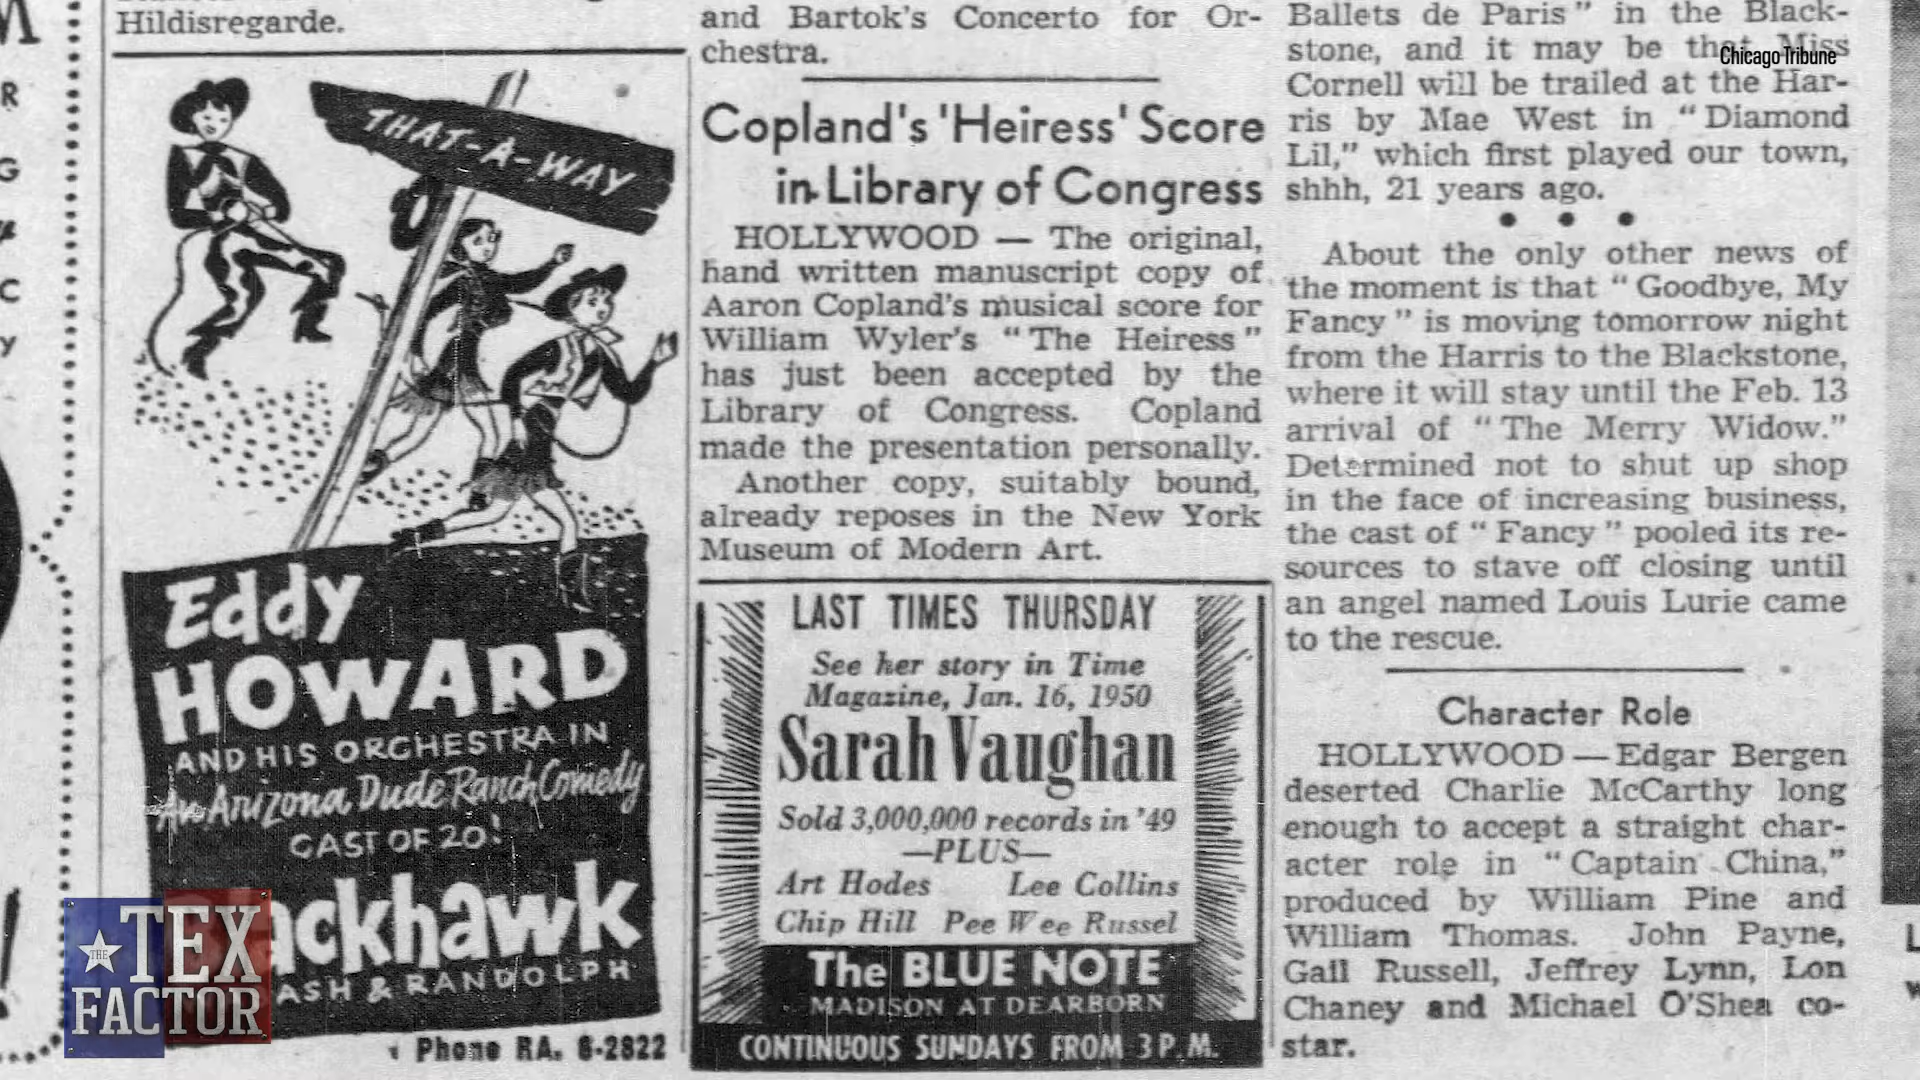 Hildisregarde.
THAT-A-WAY
Eddy
HOWARD
AND HIS ORCHESTRA IN
An Arizona Dude Ranch Comedy
CAST OF 20!
ackhawk
ASH & RANDOLPH
Phone RA. 6-2822
THE
TEX
FACTOR
and Bartok's Concerto for Or-
chestra.
Copland's 'Heiress' Score
in Library of Congress
HOLLYWOOD — The original,
hand written manuscript copy of
Aaron Copland's musical score for
William Wyler's "The Heiress"
has just been accepted by the
Library of Congress. Copland
made the presentation personally.
Another copy, suitably bound,
already reposes in the New York
Museum of Modern Art.
LAST TIMES THURSDAY
See her story in Time
Magazine, Jan. 16, 1950
Sarah Vaughan
Sold 3,000,000 records in '49
—PLUS—
Art Hodes Lee Collins
Chip Hill Pee Wee Russel
The BLUE NOTE
MADISON AT DEARBORN
CONTINUOUS SUNDAYS FROM 3 P.M.
Ballets de Paris" in the Black-
stone, and it may be that Miss
Chicago Tribune
Cornell will be trailed at the Har-
ris by Mae West in "Diamond
Lil," which first played our town,
shhh, 21 years ago.
About the only other news of
the moment is that "Goodbye, My
Fancy" is moving tomorrow night
from the Harris to the Blackstone,
where it will stay until the Feb. 13
arrival of "The Merry Widow."
Determined not to shut up shop
in the face of increasing business,
the cast of "Fancy" pooled its re-
sources to stave off closing until
an angel named Louis Lurie came
to the rescue.
Character Role
HOLLYWOOD — Edgar Bergen
deserted Charlie McCarthy long
enough to accept a straight char-
acter role in "Captain China,"
produced by William Pine and
William Thomas. John Payne,
Gail Russell, Jeffrey Lynn, Lon
Chaney and Michael O'Shea co-
star.